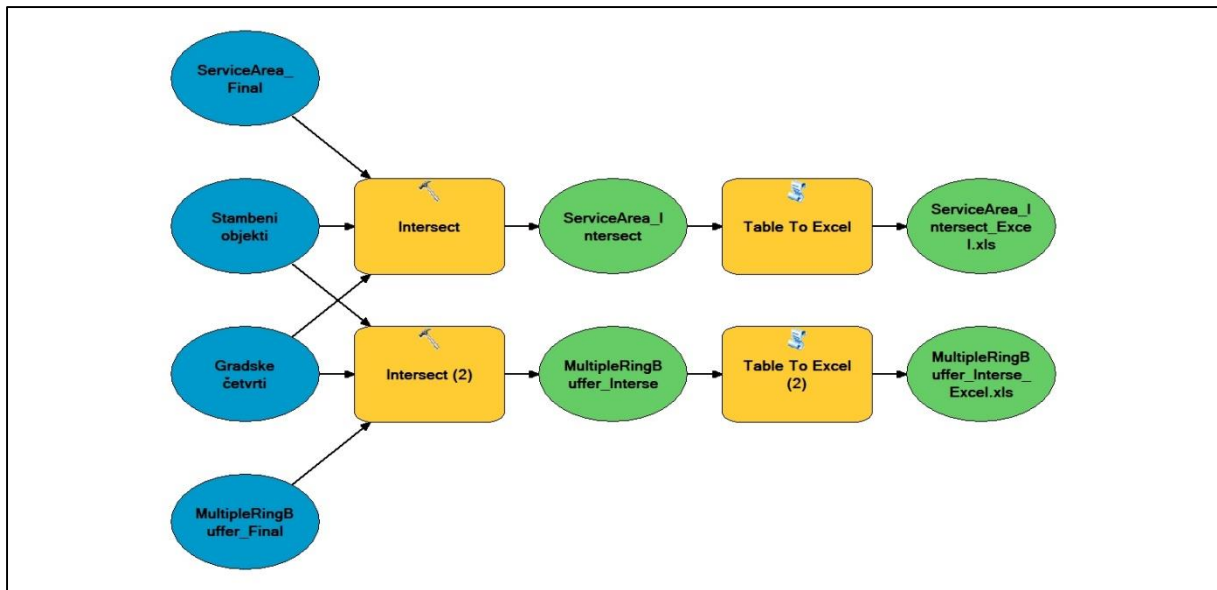 ServiceArea_
Final
Stambeni
objekti
Intersect
ServiceArea_I
ntersect
Table To Excel
ServiceArea_I
ntersect_Exce
l.xls
Gradske
četvrti
Intersect (2)
MultipleRingB
uffer_Interse
Table To Excel
(2)
MultipleRingB
uffer_Interse_
Excel.xls
MultipleRingB
uffer_Final